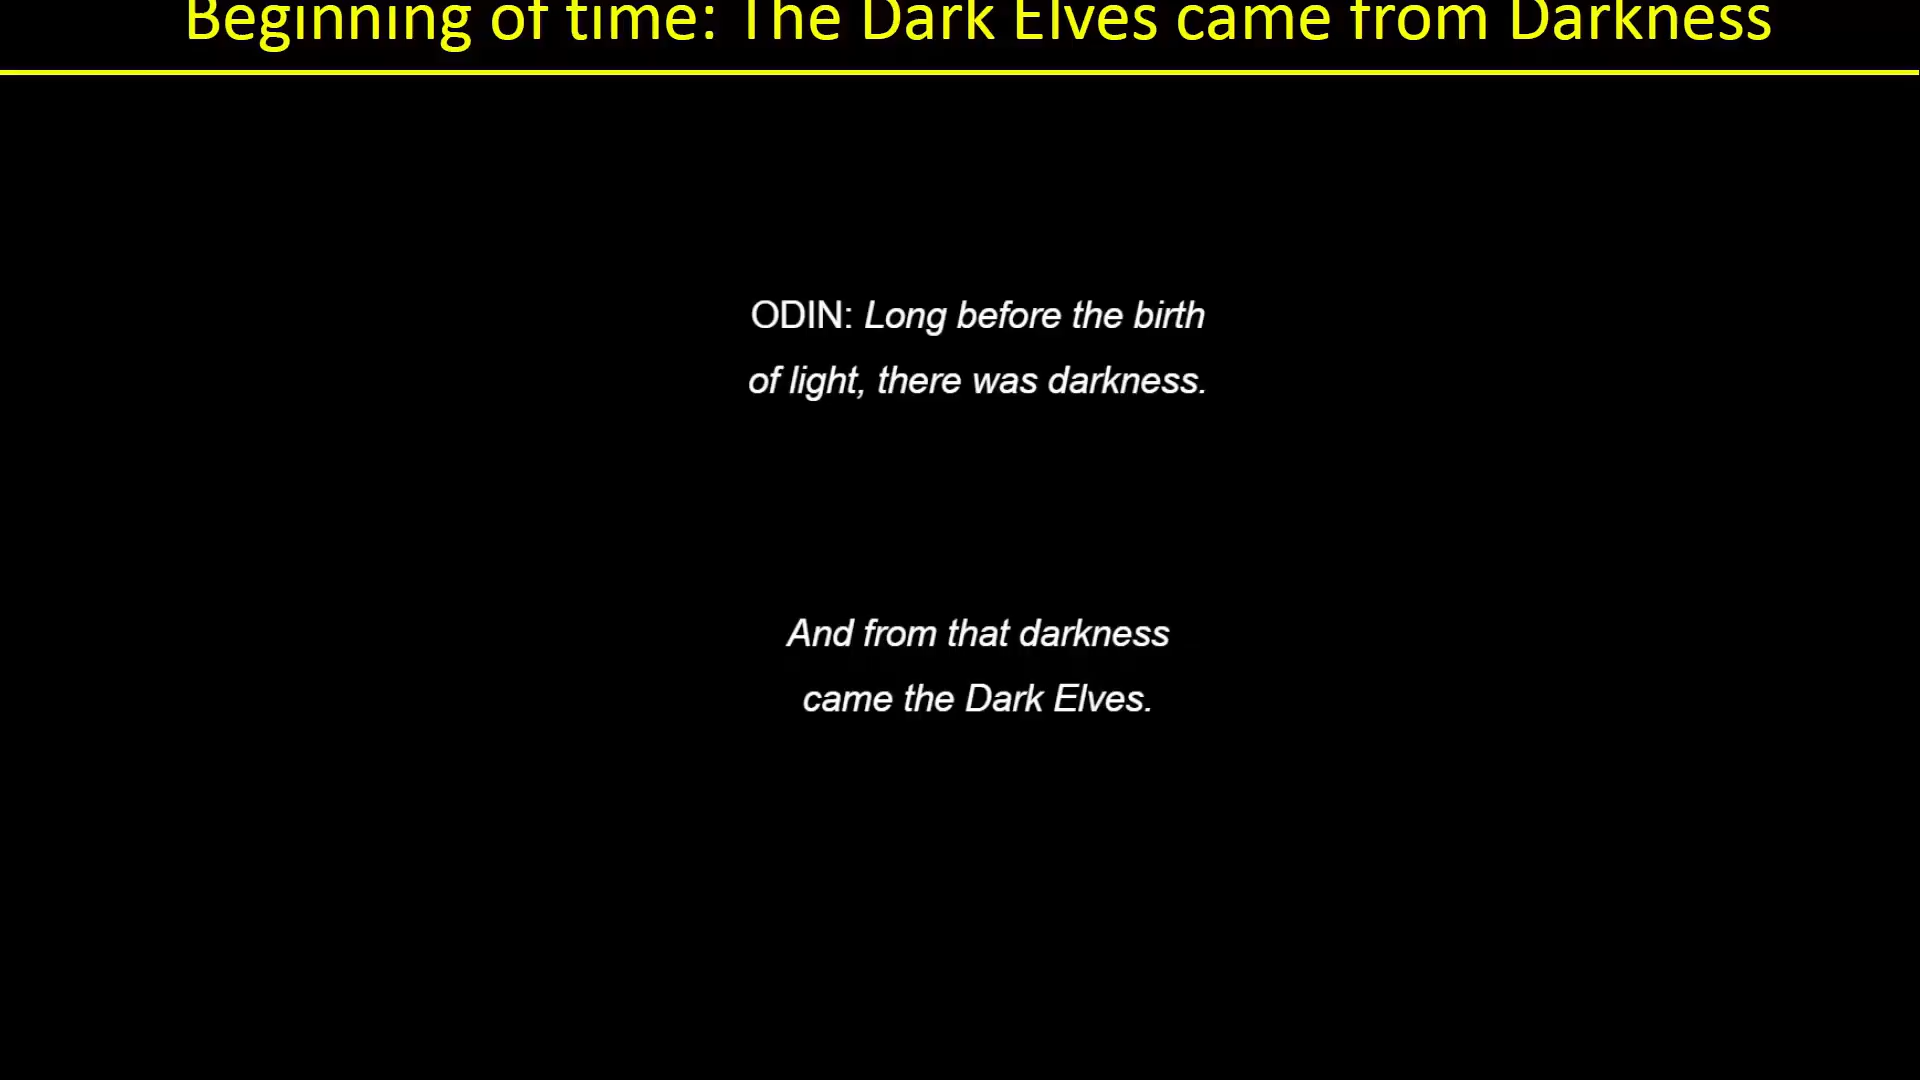 Beginning of time: The Dark Elves came from Darkness
ODIN: Long before the birth
of light, there was darkness.
And from that darkness
came the Dark Elves.